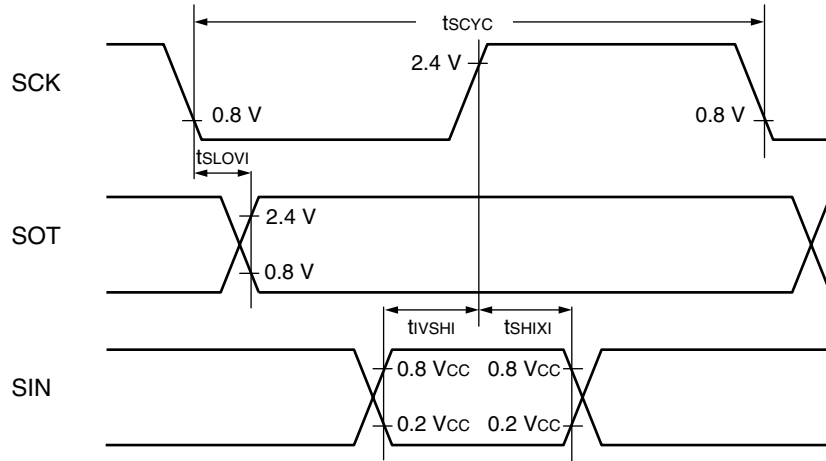 tSCYC
SCK
2.4 V
0.8 V
0.8 V
tSLOVI
SOT
2.4 V
0.8 V
tIVSHI
tSHIXI
SIN
0.8 VCC
0.8 VCC
0.2 VCC
0.2 VCC